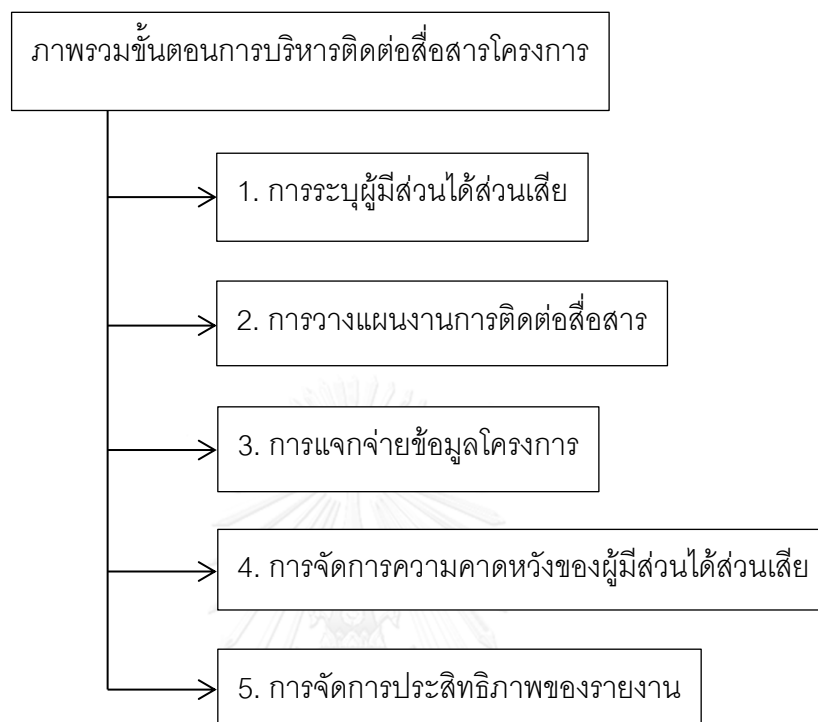 ภาพรวมขั้นตอนการบริหารติดต่อสื่อสารโครงการ
1. การระบุผู้มีส่วนได้ส่วนเสีย
2. การวางแผนงานการติดต่อสื่อสาร
3. การแจกจ่ายข้อมูลโครงการ
4. การจัดการความคาดหวังของผู้มีส่วนได้ส่วนเสีย
5. การจัดการประสิทธิภาพของรายงาน